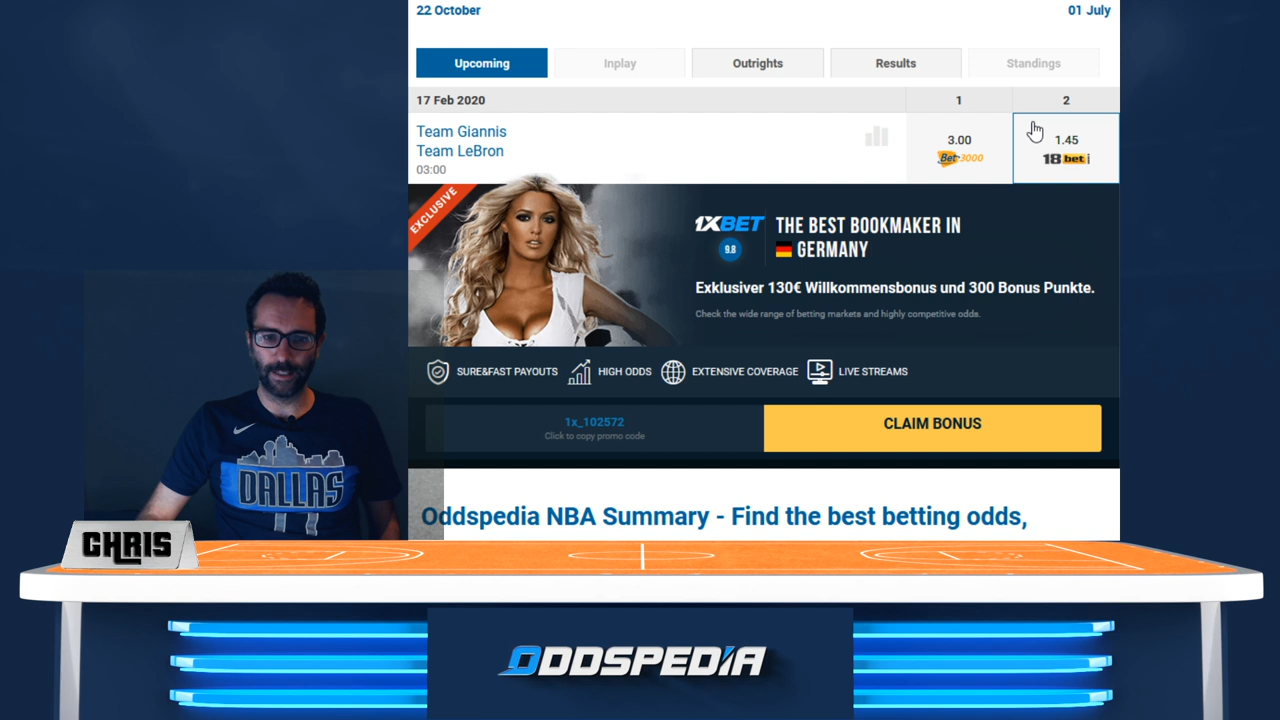 22 October
01 July
Upcoming
Inplay
Outrights
Results
Standings
17 Feb 2020
1
2
Team Giannis
Team LeBron
03:00
3.00
Bet3000
1.45
18bet
EXCLUSIVE
1XBET
9.8
THE BEST BOOKMAKER IN
GERMANY
Exklusiver 130€ Willkommensbonus und 300 Bonus Punkte.
Check the wide range of betting markets and highly competitive odds.
SURE&FAST PAYOUTS
HIGH ODDS
EXTENSIVE COVERAGE
LIVE STREAMS
1x_102572
Click to copy promo code
CLAIM BONUS
Oddspedia NBA Summary - Find the best betting odds,
DALLAS
CHRIS
ODDSPEDIA